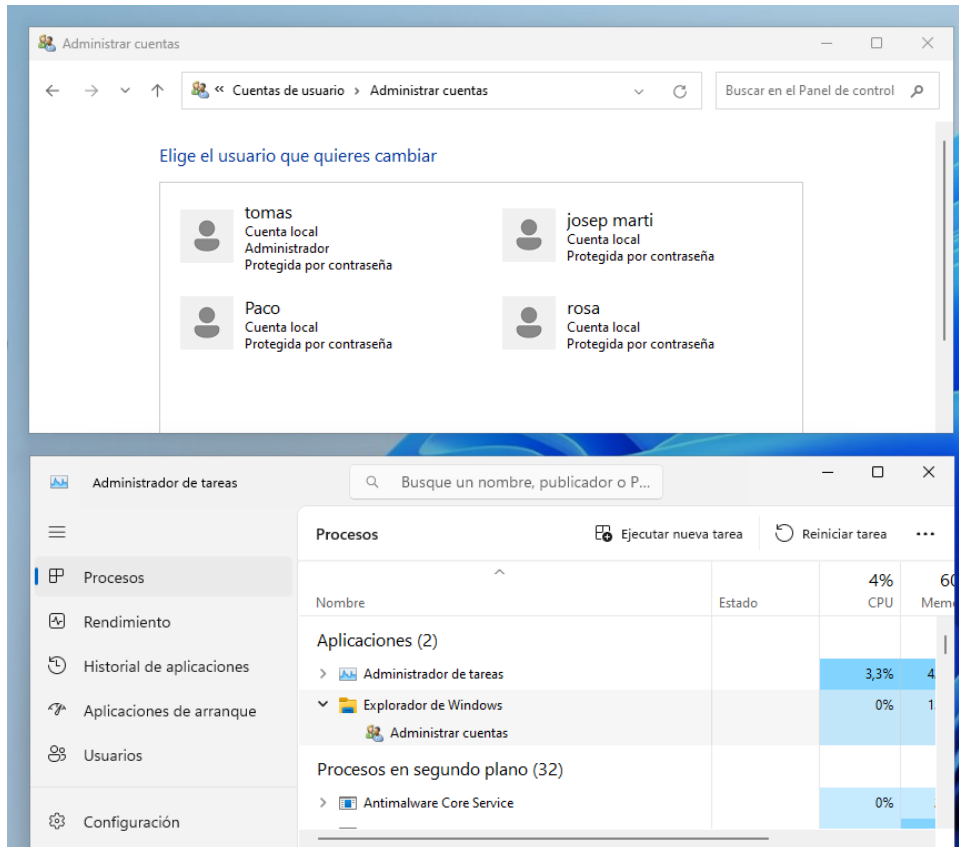 Administrar cuentas
« Cuentas de usuario › Administrar cuentas
Buscar en el Panel de control
Elige el usuario que quieres cambiar
tomas
Cuenta local
Administrador
Protegida por contraseña
josep marti
Cuenta local
Protegida por contraseña
Paco
Cuenta local
Protegida por contraseña
rosa
Cuenta local
Protegida por contraseña
Administrador de tareas
Busque un nombre, publicador o P...
Procesos
Ejecutar nueva tarea
Reiniciar tarea
...
Procesos
Rendimiento
Historial de aplicaciones
Aplicaciones de arranque
Usuarios
Configuración
4%
Nombre
Estado
CPU
Aplicaciones (2)
Administrador de tareas
3,3%
Explorador de Windows
0%
Administrar cuentas
Procesos en segundo plano (32)
Antimalware Core Service
0%